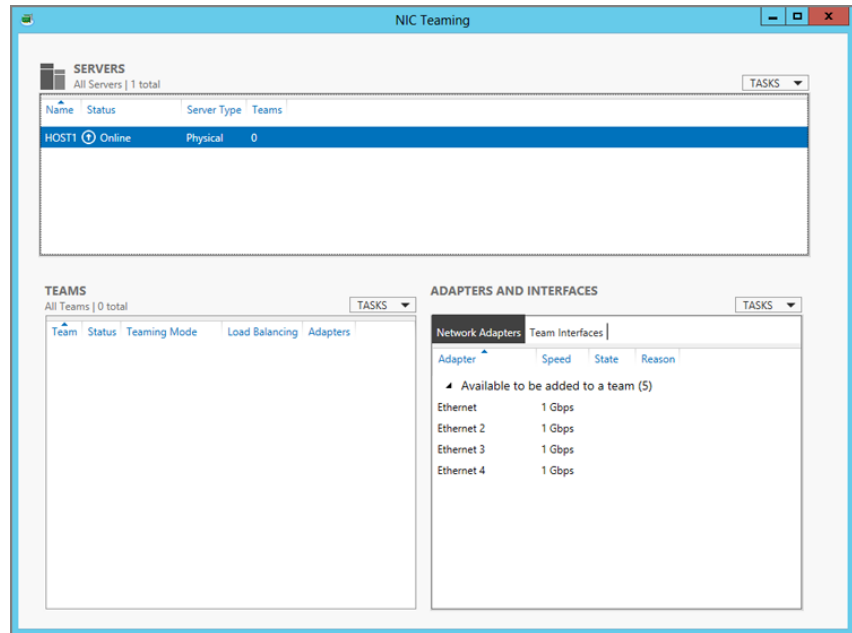 NIC Teaming
SERVERS
All Servers | 1 total
TASKS
Name Status Server Type Teams
HOST1 Online Physical 0
TEAMS
All Teams | 0 total
TASKS
Team Status Teaming Mode Load Balancing Adapters
ADAPTERS AND INTERFACES
TASKS
Network Adapters Team Interfaces
Adapter Speed State Reason
Available to be added to a team (5)
Ethernet 1 Gbps
Ethernet 2 1 Gbps
Ethernet 3 1 Gbps
Ethernet 4 1 Gbps